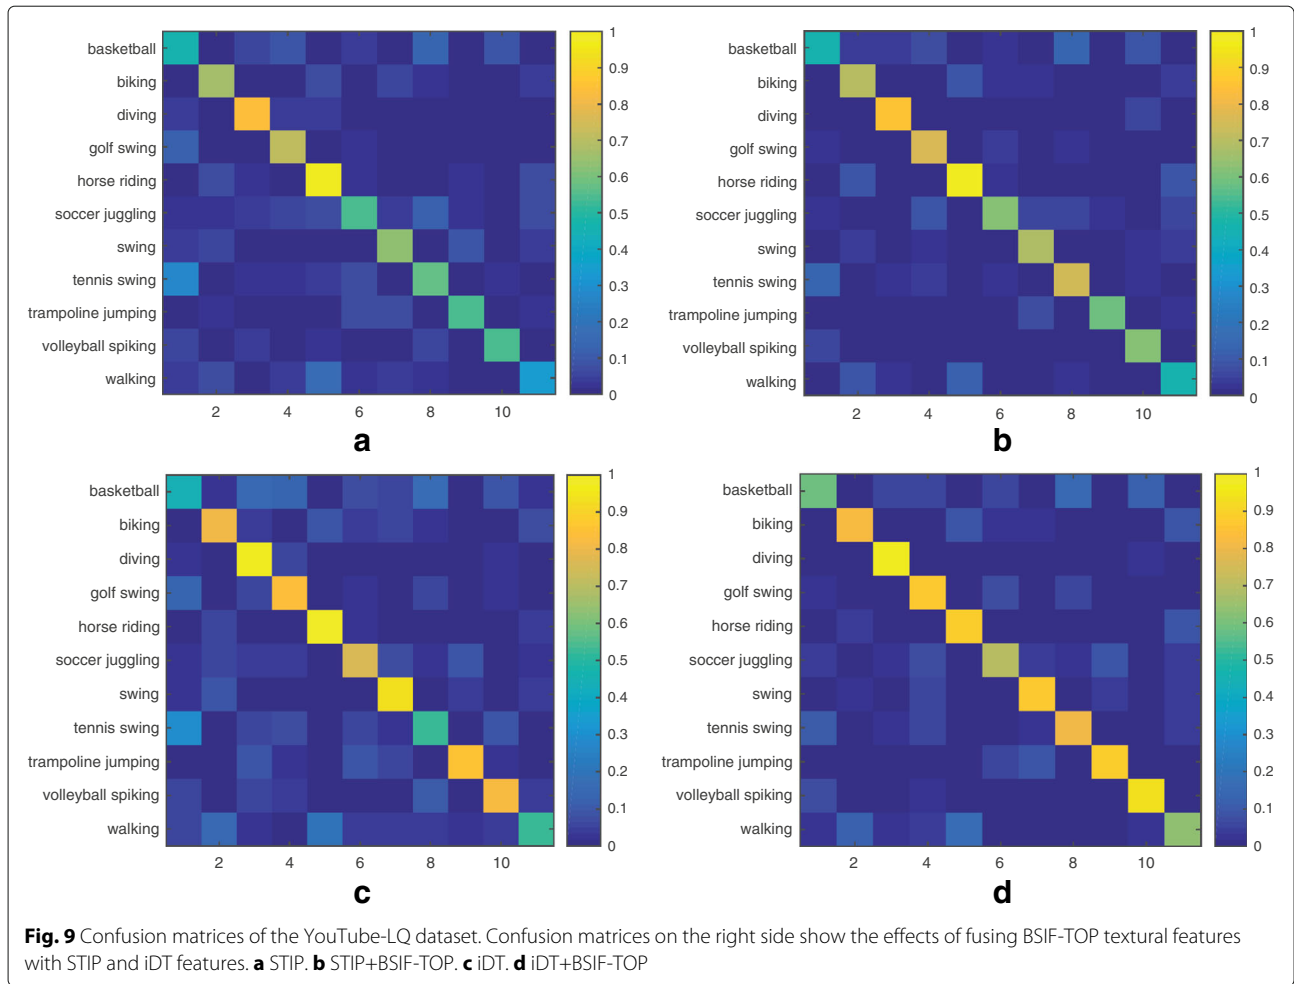 basketball
biking
diving
golf swing
horse riding
soccer juggling
swing
tennis swing
trampoline jumping
volleyball spiking
walking
2 4 6 8 10
1
0.9
0.8
0.7
0.6
0.5
0.4
0.3
0.2
0.1
0
a
basketball
biking
diving
golf swing
horse riding
soccer juggling
swing
tennis swing
trampoline jumping
volleyball spiking
walking
2 4 6 8 10
1
0.9
0.8
0.7
0.6
0.5
0.4
0.3
0.2
0.1
0
b
basketball
biking
diving
golf swing
horse riding
soccer juggling
swing
tennis swing
trampoline jumping
volleyball spiking
walking
2 4 6 8 10
1
0.9
0.8
0.7
0.6
0.5
0.4
0.3
0.2
0.1
0
c
basketball
biking
diving
golf swing
horse riding
soccer juggling
swing
tennis swing
trampoline jumping
volleyball spiking
walking
2 4 6 8 10
1
0.9
0.8
0.7
0.6
0.5
0.4
0.3
0.2
0.1
0
d
Fig. 9 Confusion matrices of the YouTube-LQ dataset. Confusion matrices on the right side show the effects of fusing BSIF-TOP textural features
with STIP and iDT features. a STIP. b STIP+BSIF-TOP. c iDT. d iDT+BSIF-TOP